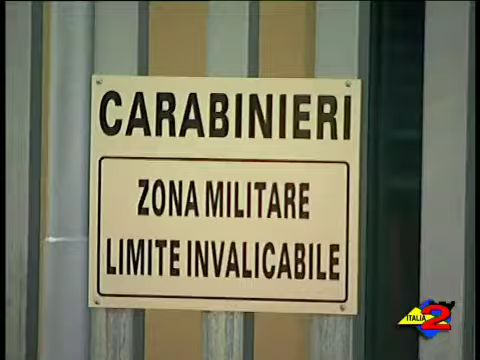 CARABINIERI
ZONA MILITARE
LIMITE INVALICABILE
ITALIA 2